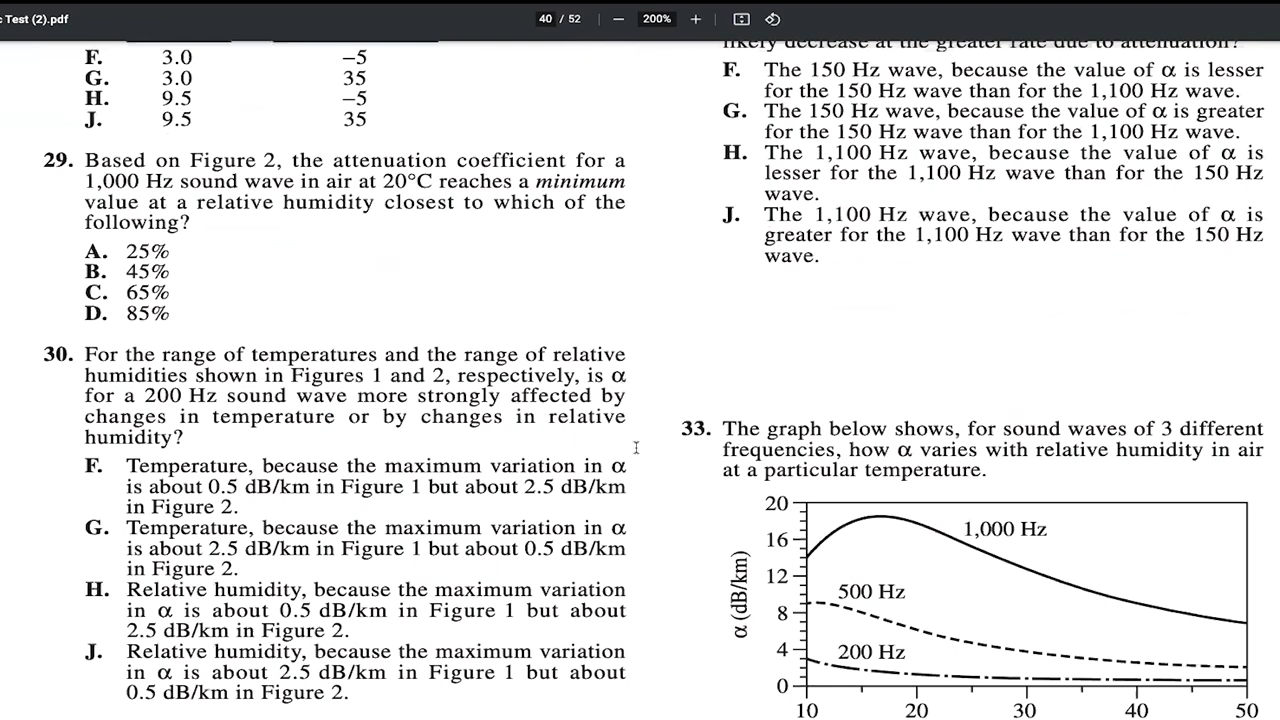 c Test (2).pdf
40 / 52
200%
F. 3.0 −5
G. 3.0 35
H. 9.5 −5
J. 9.5 35
29. Based on Figure 2, the attenuation coefficient for a
1,000 Hz sound wave in air at 20°C reaches a minimum
value at a relative humidity closest to which of the
following?
A. 25%
B. 45%
C. 65%
D. 85%
30. For the range of temperatures and the range of relative
humidities shown in Figures 1 and 2, respectively, is α
for a 200 Hz sound wave more strongly affected by
changes in temperature or by changes in relative
humidity?
F. Temperature, because the maximum variation in α
is about 0.5 dB/km in Figure 1 but about 2.5 dB/km
in Figure 2.
G. Temperature, because the maximum variation in α
is about 2.5 dB/km in Figure 1 but about 0.5 dB/km
in Figure 2.
H. Relative humidity, because the maximum variation
in α is about 0.5 dB/km in Figure 1 but about
2.5 dB/km in Figure 2.
J. Relative humidity, because the maximum variation
in α is about 2.5 dB/km in Figure 1 but about
0.5 dB/km in Figure 2.
likely decrease at the greater rate due to attenuation?
F. The 150 Hz wave, because the value of α is lesser
for the 150 Hz wave than for the 1,100 Hz wave.
G. The 150 Hz wave, because the value of α is greater
for the 150 Hz wave than for the 1,100 Hz wave.
H. The 1,100 Hz wave, because the value of α is
lesser for the 1,100 Hz wave than for the 150 Hz
wave.
J. The 1,100 Hz wave, because the value of α is
greater for the 1,100 Hz wave than for the 150 Hz
wave.
33. The graph below shows, for sound waves of 3 different
frequencies, how α varies with relative humidity in air
at a particular temperature.
20
16
12
8
4
0
α (dB/km)
1,000 Hz
500 Hz
200 Hz
10 20 30 40 50